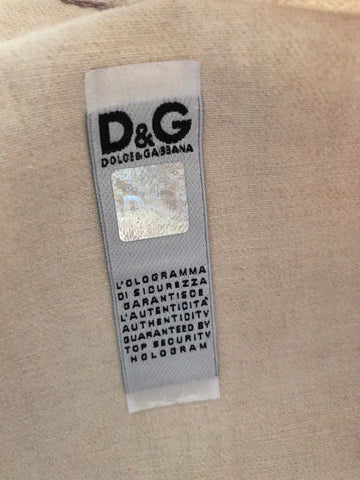 D&G
DOLCE&GABBANA
L'OLOGRAMMA
DI SICUREZZA
GARANTISCE
L'AUTENTICITÀ
AUTHENTICITY
GUARANTEED BY
TOP SECURITY
HOLOGRAM